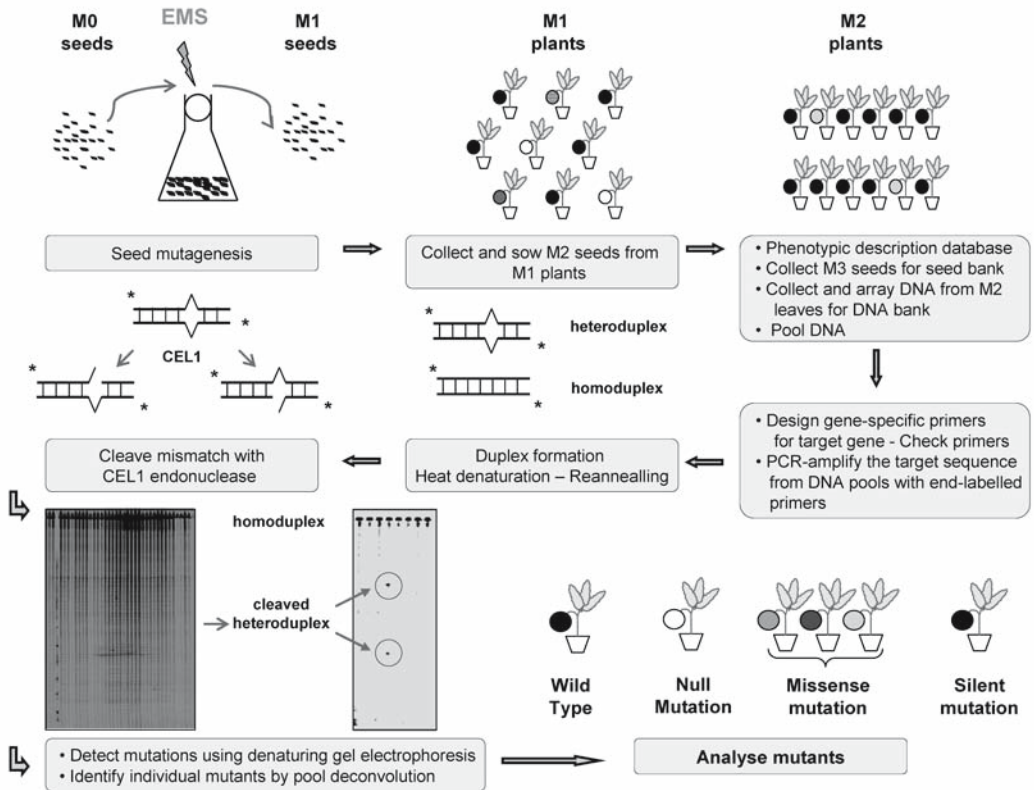 M0
seeds
EMS
M1
seeds
M1
plants
M2
plants
Seed mutagenesis
Collect and sow M2 seeds from
M1 plants
• Phenotypic description database
• Collect M3 seeds for seed bank
• Collect and array DNA from M2
leaves for DNA bank
• Pool DNA
*
*
CEL1
*
*
*
*
*
heteroduplex
*
*
homoduplex
*
Cleave mismatch with
CEL1 endonuclease
Duplex formation
Heat denaturation – Reannealling
• Design gene-specific primers
for target gene - Check primers
• PCR-amplify the target sequence
from DNA pools with end-labelled
primers
homoduplex
cleaved
heteroduplex
Wild
Type
Null
Mutation
Missense
mutation
Silent
mutation
• Detect mutations using denaturing gel electrophoresis
• Identify individual mutants by pool deconvolution
Analyse mutants